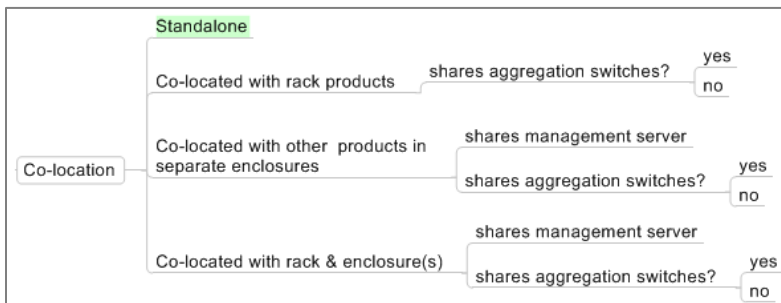 Standalone
Co-located with rack products
shares aggregation switches?
yes
no
Co-location
Co-located with other products in
separate enclosures
shares management server
shares aggregation switches?
yes
no
Co-located with rack & enclosure(s)
shares management server
shares aggregation switches?
yes
no